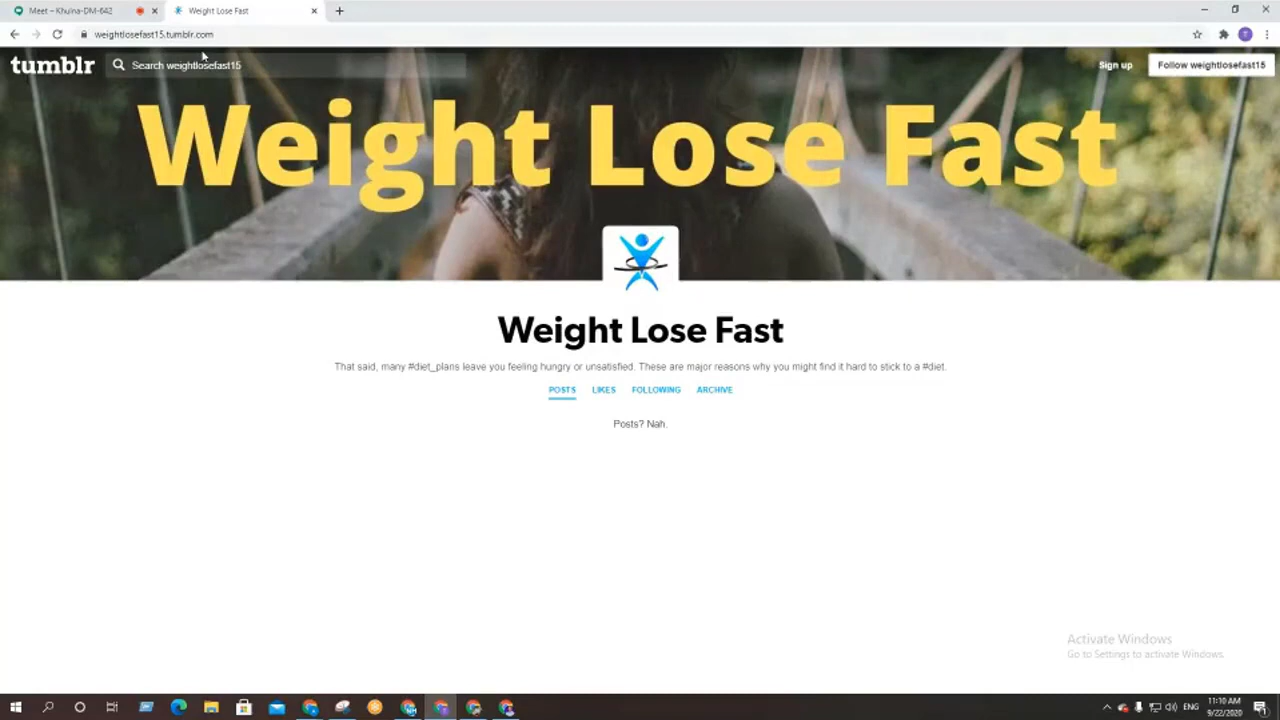 Meet – Khulna-DM-642
Weight Lose Fast
weightlosefast15.tumblr.com
tumblr
Search weightlosefast15
Sign up
Follow weightlosefast15
Weight Lose Fast
Weight Lose Fast
That said, many #diet_plans leave you feeling hungry or unsatisfied. These are major reasons why you might find it hard to stick to a #diet.
POSTS LIKES FOLLOWING ARCHIVE
Posts? Nah.
Activate Windows
Go to Settings to activate Windows.
ENG
11:10 AM
9/22/2020